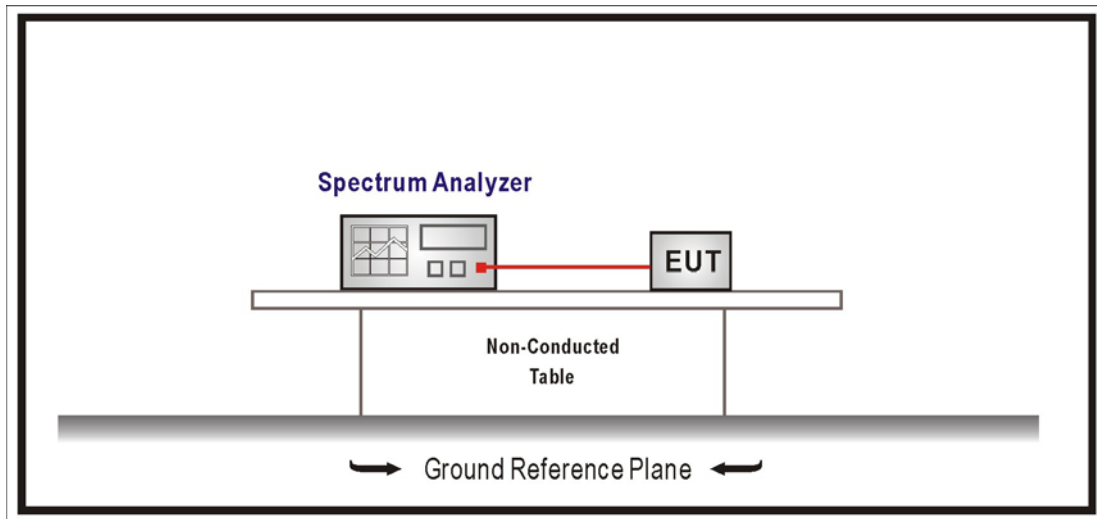 Spectrum Analyzer
EUT
Non-Conducted
Table
Ground Reference Plane